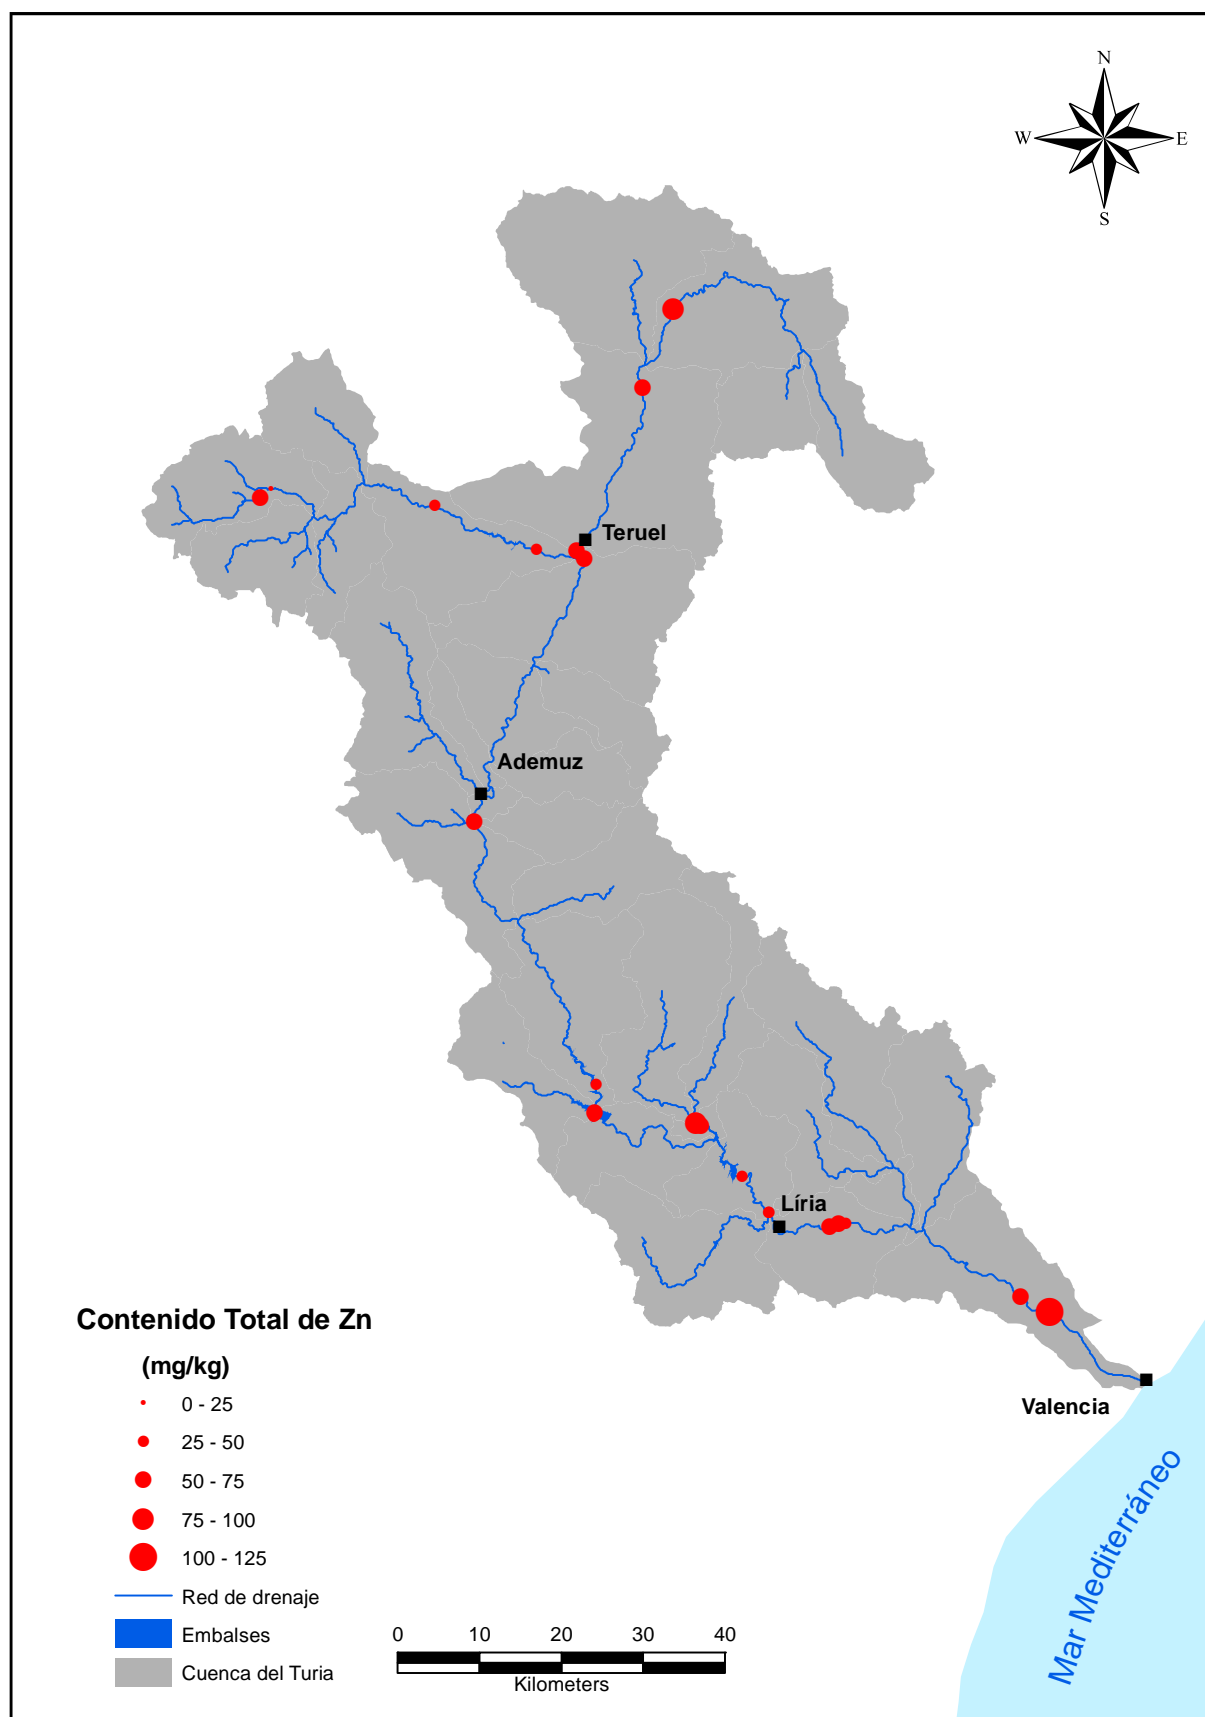 N
W
E
S
Teruel
Ademuz
Líria
Valencia
Mar Mediterráneo
Contenido Total de Zn
(mg/kg)
0 - 25
25 - 50
50 - 75
75 - 100
100 - 125
Red de drenaje
Embalses
Cuenca del Turia
0 10 20 30 40
Kilometers